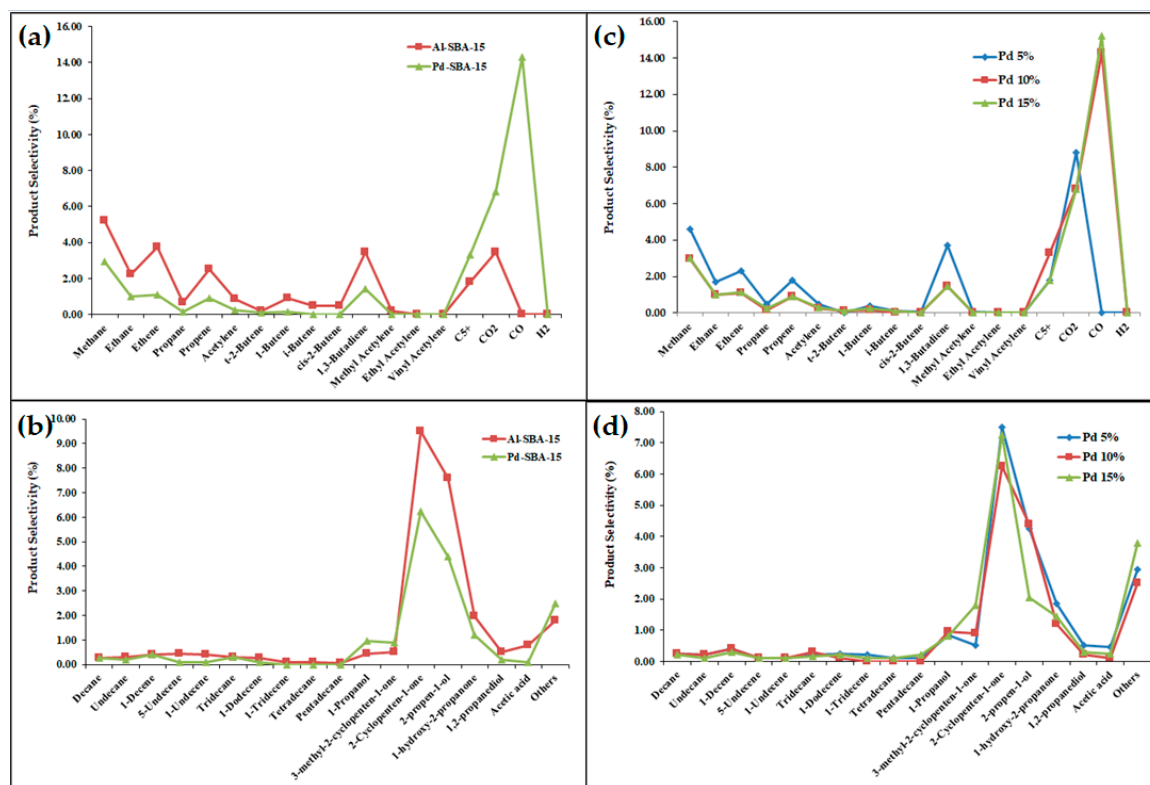 (a)
Product Selectivity (%)
16.00
14.00
12.00
10.00
8.00
6.00
4.00
2.00
0.00
Al-SBA-15
Pd-SBA-15
Methane
Ethane
Ethene
Propane
Propene
Acetylene
t-2-Butene
1-Butene
i-Butene
cis-2-Butene
1,3-Butadiene
Methyl Acetylene
Ethyl Acetylene
Vinyl Acetylene
C5+
CO2
CO
H2
(c)
Product Selectivity (%)
16.00
14.00
12.00
10.00
8.00
6.00
4.00
2.00
0.00
Pd 5%
Pd 10%
Pd 15%
Methane
Ethane
Ethene
Propane
Propene
Acetylene
t-2-Butene
1-Butene
i-Butene
cis-2-Butene
1,3-Butadiene
Methyl Acetylene
Ethyl Acetylene
Vinyl Acetylene
C5+
CO2
CO
H2
(b)
Product Selectivity (%)
10.00
9.00
8.00
7.00
6.00
5.00
4.00
3.00
2.00
1.00
0.00
Al-SBA-15
Pd-SBA-15
Decane
Undecane
1-Decene
5-Undecene
1-Undecene
Tridecane
1-Dodecene
1-Tridecene
Tetradecane
Pentadecane
1-Propanol
3-methyl-2-cyclopenten-1-one
2-Cyclopenten-1-one
2-propen-1-ol
1-hydroxy-2-propanone
1,2-propanediol
Acetic acid
Others
(d)
Product Selectivity (%)
8.00
7.00
6.00
5.00
4.00
3.00
2.00
1.00
0.00
Pd 5%
Pd 10%
Pd 15%
Decane
Undecane
1-Decene
5-Undecene
1-Undecene
Tridecane
1-Dodecene
1-Tridecene
Tetradecane
Pentadecane
1-Propanol
3-methyl-2-cyclopenten-1-one
2-Cyclopenten-1-one
2-propen-1-ol
1-hydroxy-2-propanone
1,2-propanediol
Acetic acid
Others